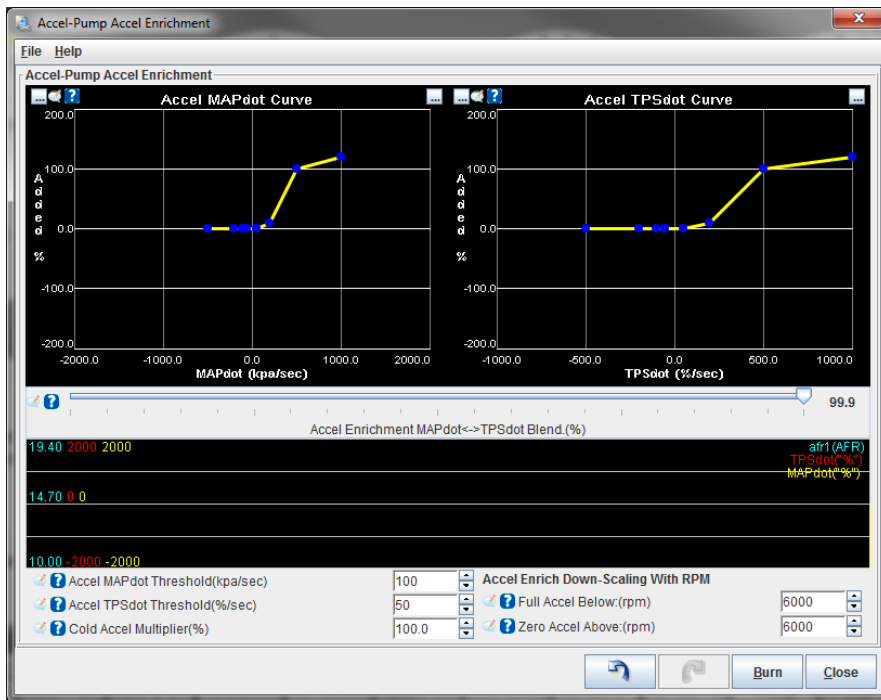 Accel-Pump Accel Enrichment
File Help
Accel-Pump Accel Enrichment
... ? Accel MAPdot Curve ...
200.0
100.0
0.0
-100.0
-200.0
Added %
-2000.0 -1000.0 0.0 1000.0 2000.0
MAPdot (kpa/sec)
... ? Accel TPSdot Curve ...
200.0
100.0
0.0
-100.0
-200.0
Added %
-1000.0 -500.0 0.0 500.0 1000.0
TPSdot (%/sec)
? 99.9
Accel Enrichment MAPdot<->TPSdot Blend.(%)
19.40 2000 2000 afr1(AFR)
TPSdot("%")
MAPdot("%")
14.70 0 0
10.00 -2000 -2000
? Accel MAPdot Threshold(kpa/sec) 100
? Accel TPSdot Threshold(%/sec) 50
? Cold Accel Multiplier(%) 100.0
Accel Enrich Down-Scaling With RPM
? Full Accel Below:(rpm) 6000
? Zero Accel Above:(rpm) 6000
Burn Close